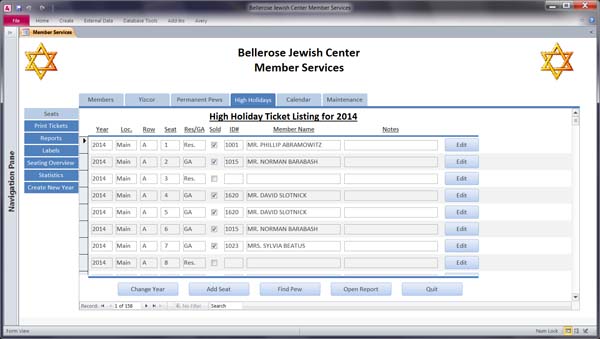 Bellerose Jewish Center Member Services
File Home Create External Data Database Tools Add-Ins Avery
Member Services
Bellerose Jewish Center
Member Services
Members Yizcor Permanent Pews High Holidays Calendar Maintenance
Navigation Pane
Seats
Print Tickets
Reports
Labels
Seating Overview
Statistics
Create New Year
High Holiday Ticket Listing for 2014
Year Loc. Row Seat Res/GA Sold ID# Member Name Notes
2014 Main A 1 Res. 1001 MR. PHILLIP ABRAMOWITZ Edit
2014 Main A 2 GA 1015 MR. NORMAN BARABASH Edit
2014 Main A 3 Res. Edit
2014 Main A 4 GA 1620 MR. DAVID SLOTNICK Edit
2014 Main A 5 GA 1620 MR. DAVID SLOTNICK Edit
2014 Main A 6 GA 1015 MR. NORMAN BARABASH Edit
2014 Main A 7 GA 1023 MRS. SYLVIA BEATUS Edit
2014 Main A 8 Res. Edit
Change Year Add Seat Find Pew Open Report Quit
Record: 1 of 158 No Filter Search
Form View Num Lock